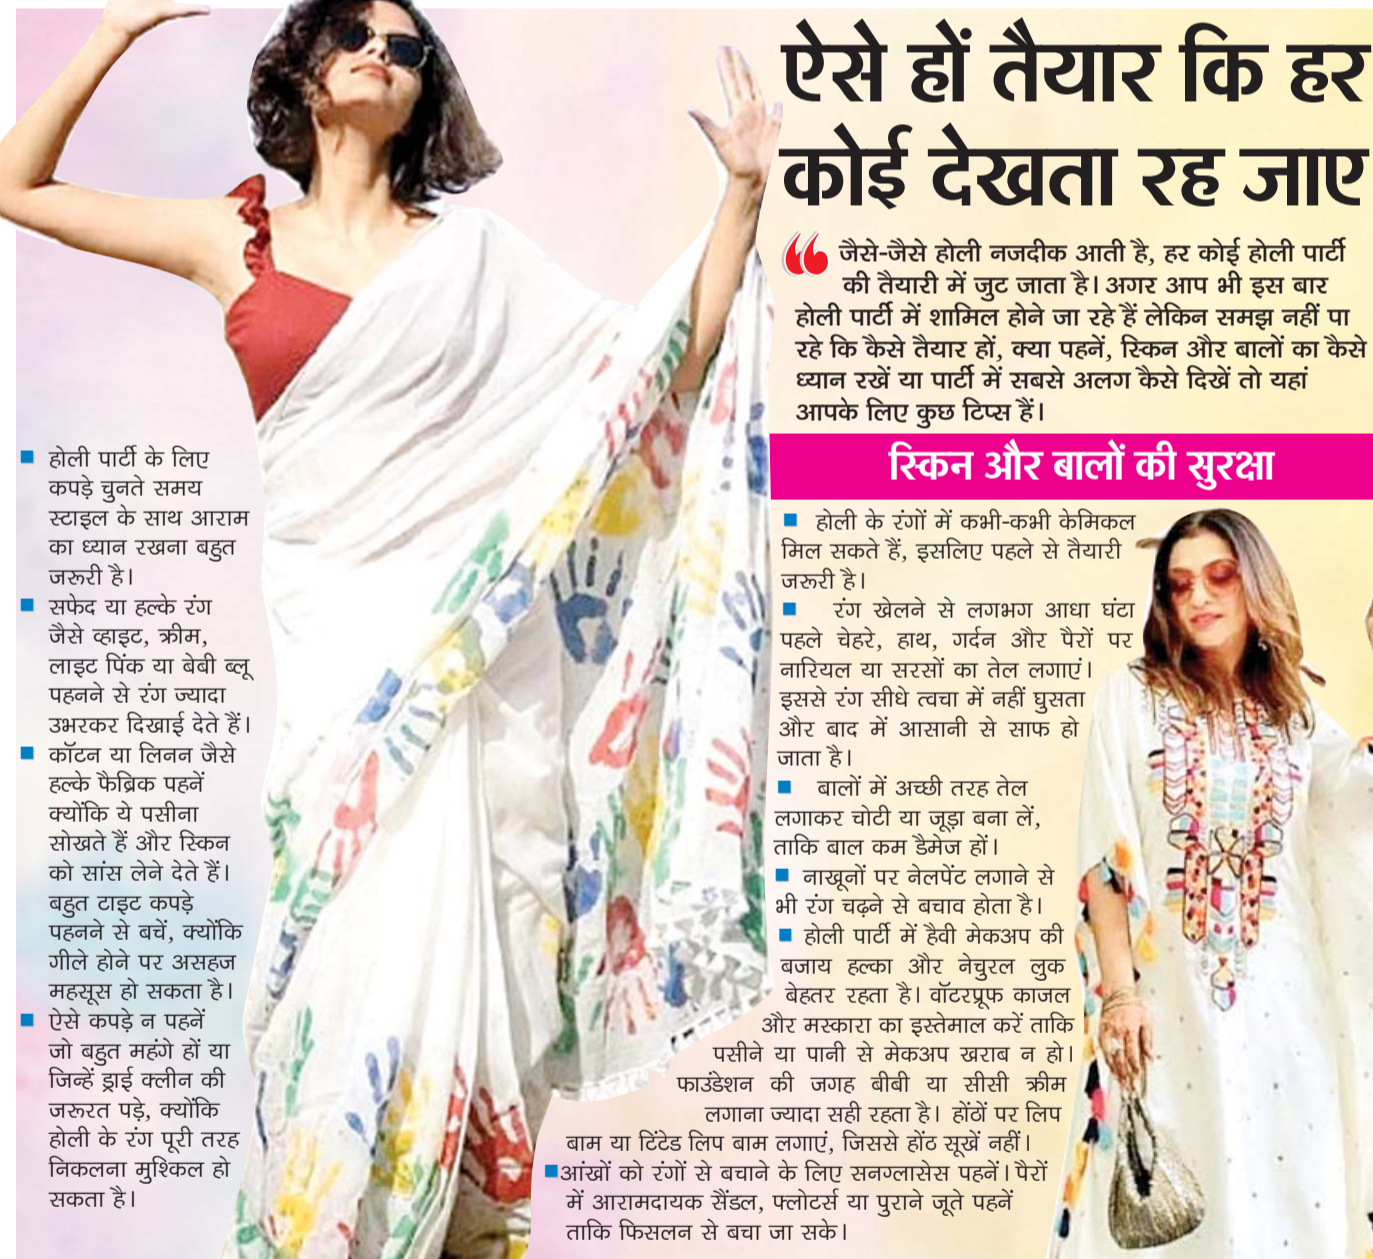 ऐसे हों तैयार कि हर
कोई देखता रह जाए
❝ जैसे-जैसे होली नजदीक आती है, हर कोई होली पार्टी
की तैयारी में जुट जाता है। अगर आप भी इस बार
होली पार्टी में शामिल होने जा रहे हैं लेकिन समझ नहीं पा
रहे कि कैसे तैयार हों, क्या पहनें, स्किन और बालों का कैसे
ध्यान रखें या पार्टी में सबसे अलग कैसे दिखें तो यहां
आपके लिए कुछ टिप्स हैं।
■ होली पार्टी के लिए
कपड़े चुनते समय
स्टाइल के साथ आराम
का ध्यान रखना बहुत
जरूरी है।
■ सफेद या हल्के रंग
जैसे व्हाइट, क्रीम,
लाइट पिंक या बेबी ब्लू
पहनने से रंग ज्यादा
उभरकर दिखाई देते हैं।
■ कॉटन या लिनन जैसे
हल्के फैब्रिक पहनें
क्योंकि ये पसीना
सोखते हैं और स्किन
को सांस लेने देते हैं।
बहुत टाइट कपड़े
पहनने से बचें, क्योंकि
गीले होने पर असहज
महसूस हो सकता है।
■ ऐसे कपड़े न पहनें
जो बहुत महंगे हों या
जिन्हें ड्राई क्लीन की
जरूरत पड़े, क्योंकि
होली के रंग पूरी तरह
निकलना मुश्किल हो
सकता है।
स्किन और बालों की सुरक्षा
■ होली के रंगों में कभी-कभी केमिकल
मिल सकते हैं, इसलिए पहले से तैयारी
जरूरी है।
■ रंग खेलने से लगभग आधा घंटा
पहले चेहरे, हाथ, गर्दन और पैरों पर
नारियल या सरसों का तेल लगाएं।
इससे रंग सीधे त्वचा में नहीं घुसता
और बाद में आसानी से साफ हो
जाता है।
■ बालों में अच्छी तरह तेल
लगाकर चोटी या जूड़ा बना लें,
ताकि बाल कम डैमेज हों।
■ नाखूनों पर नेलपेंट लगाने से
भी रंग चढ़ने से बचाव होता है।
■ होली पार्टी में हैवी मेकअप की
बजाय हल्का और नेचुरल लुक
बेहतर रहता है। वॉटरप्रूफ काजल
और मस्कारा का इस्तेमाल करें ताकि
पसीने या पानी से मेकअप खराब न हो।
फाउंडेशन की जगह बीबी या सीसी क्रीम
लगाना ज्यादा सही रहता है। होंठों पर लिप
बाम या टिंटेड लिप बाम लगाएं, जिससे होंठ सूखें नहीं।
■ आंखों को रंगों से बचाने के लिए सनग्लासेस पहनें। पैरों
में आरामदायक सैंडल, फ्लोटर्स या पुराने जूते पहनें
ताकि फिसलन से बचा जा सके।